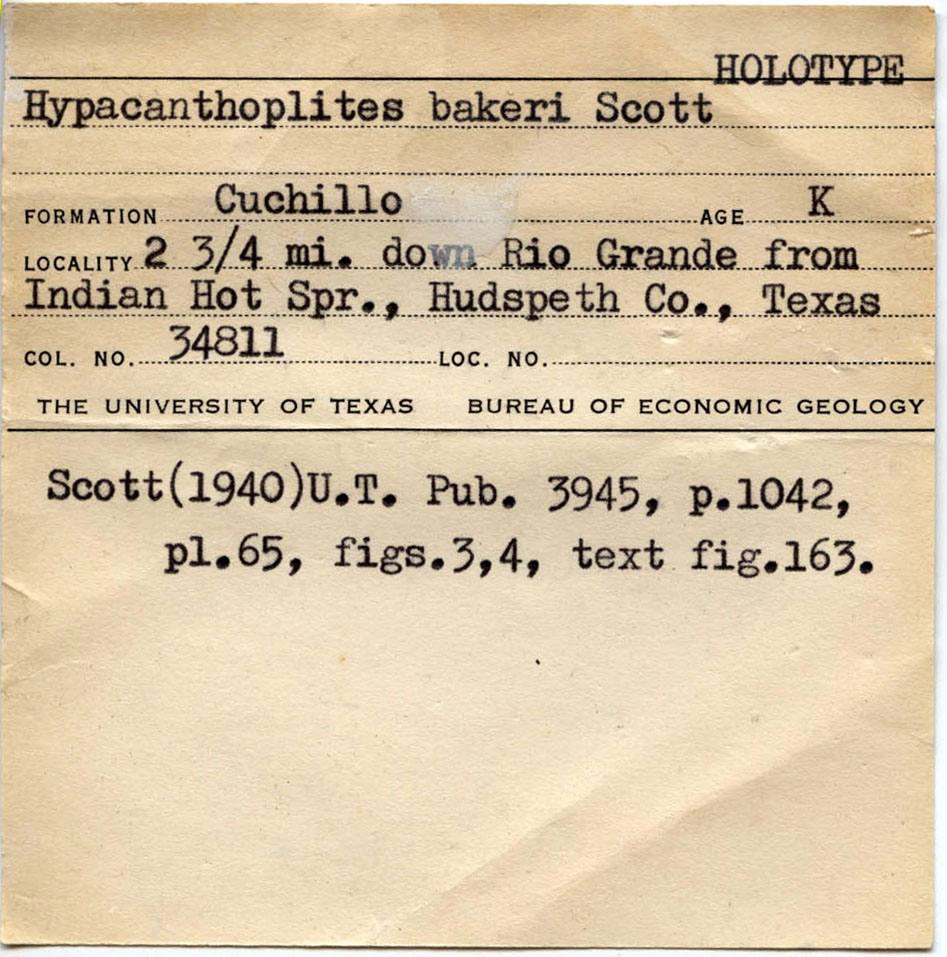 HOLOTYPE
Hypacanthoplites bakeri Scott
FORMATION Cuchillo AGE K
LOCALITY 2 3/4 mi. down Rio Grande from
Indian Hot Spr., Hudspeth Co., Texas
COL. NO. 34811 LOC. NO.
THE UNIVERSITY OF TEXAS BUREAU OF ECONOMIC GEOLOGY
Scott(1940)U.T. Pub. 3945, p.1042,
pl.65, figs.3,4, text fig.163.